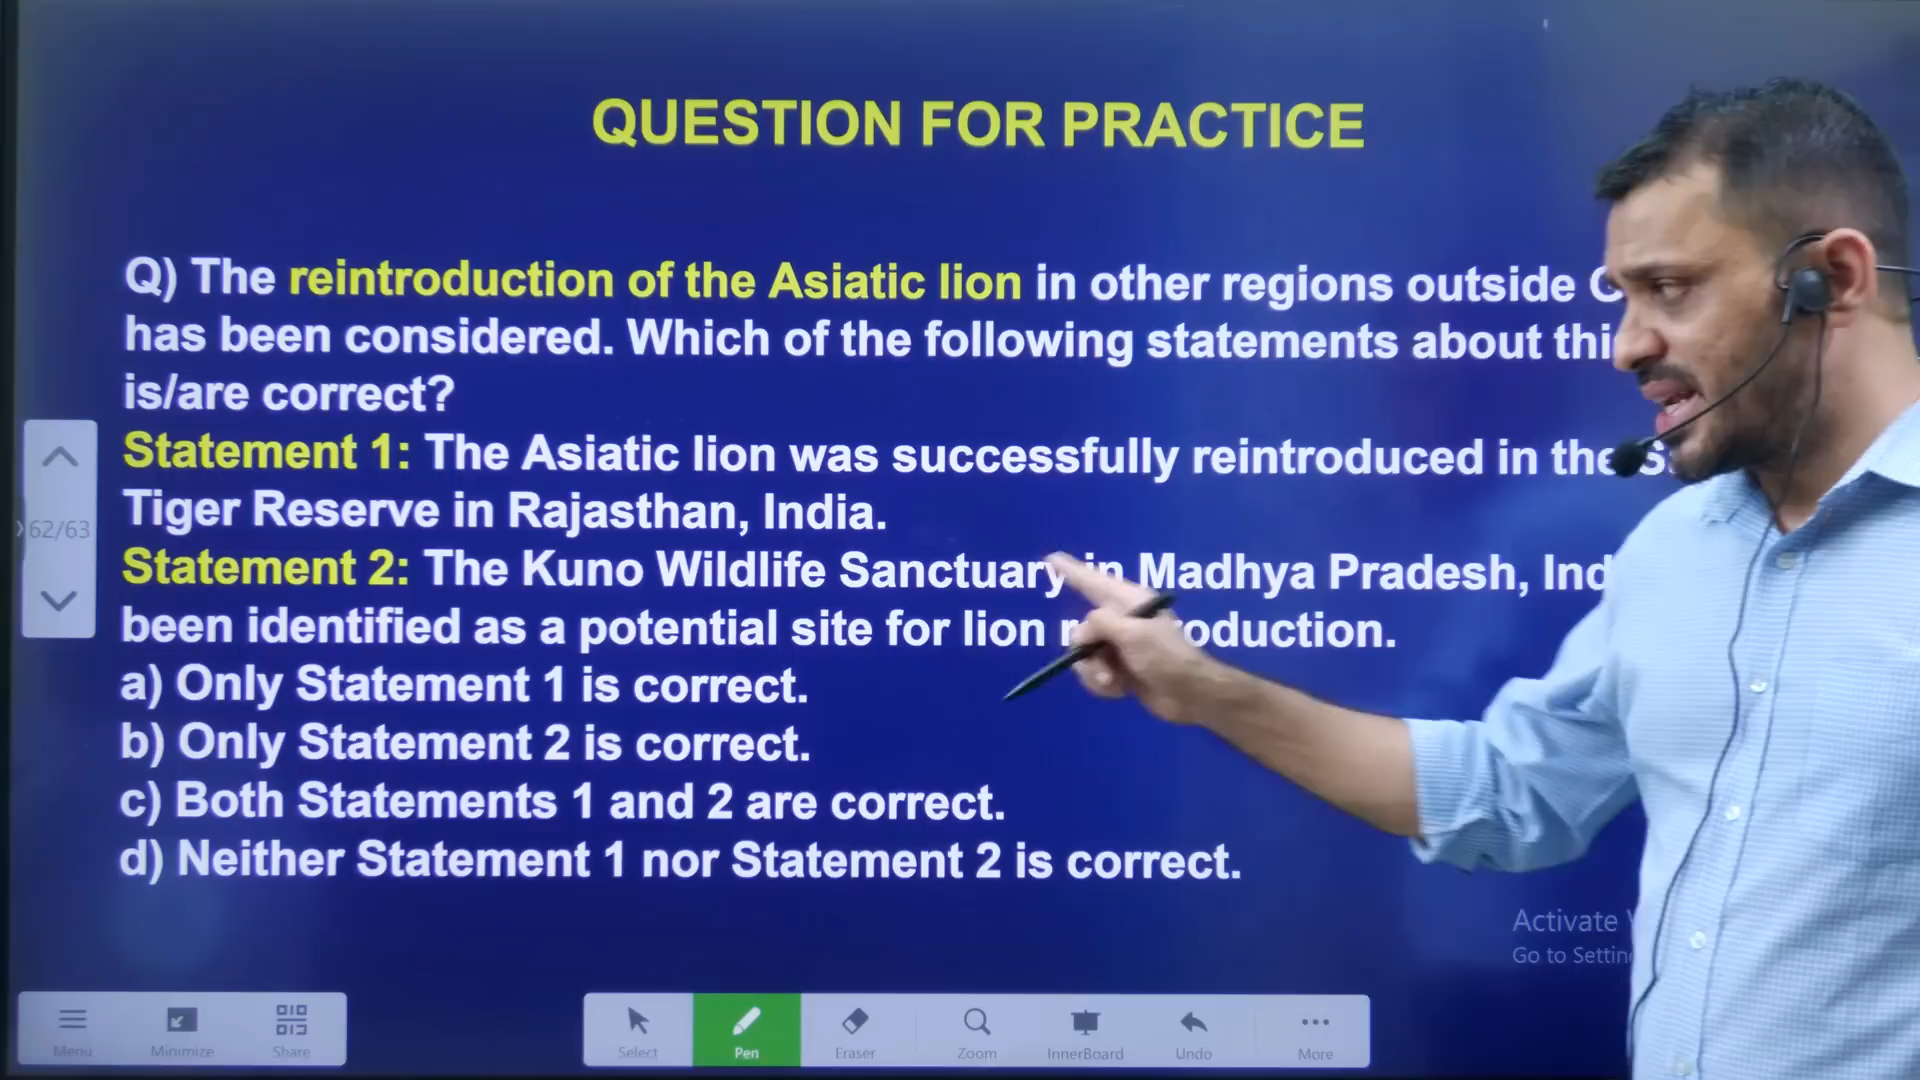 QUESTION FOR PRACTICE
Q) The reintroduction of the Asiatic lion in other regions outside
has been considered. Which of the following statements about
is/are correct?
Statement 1: The Asiatic lion was successfully reintroduced in the
Tiger Reserve in Rajasthan, India.
Statement 2: The Kuno Wildlife Sanctuary in Madhya Pradesh,
been identified as a potential site for lion
62/63
a) Only Statement 1 is correct.
b) Only Statement 2 is correct.
c) Both Statements 1 and 2 are correct.
d) Neither Statement 1 nor Statement 2 is correct.
Activate
Go to
Menu Minimize Share Select Pen Eraser Zoom InnerBoard Undo More